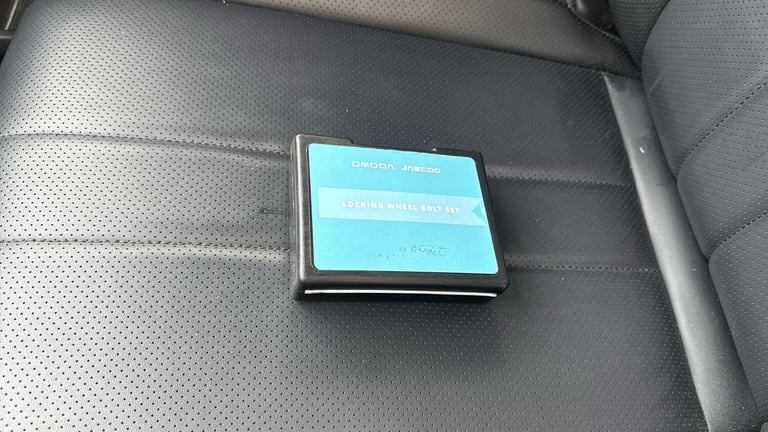 OMODA JAECOO
LOCKING WHEEL BOLT SET